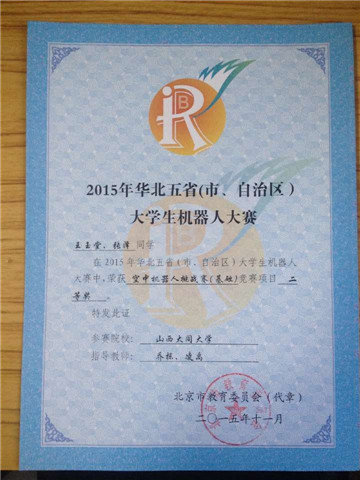 2015年华北五省(市、自治区)
大学生机器人大赛
王玉堂、张泽 同学
在2015年华北五省(市、自治区)大学生机器人
大赛中,荣获 空中机器人挑战赛(基础)竞赛项目 二
等奖 。
特发此证
参赛院校: 山西大同大学
指导教师: 乔栋、凌高
北京市教育委员会(代章)
二〇一五年十一月